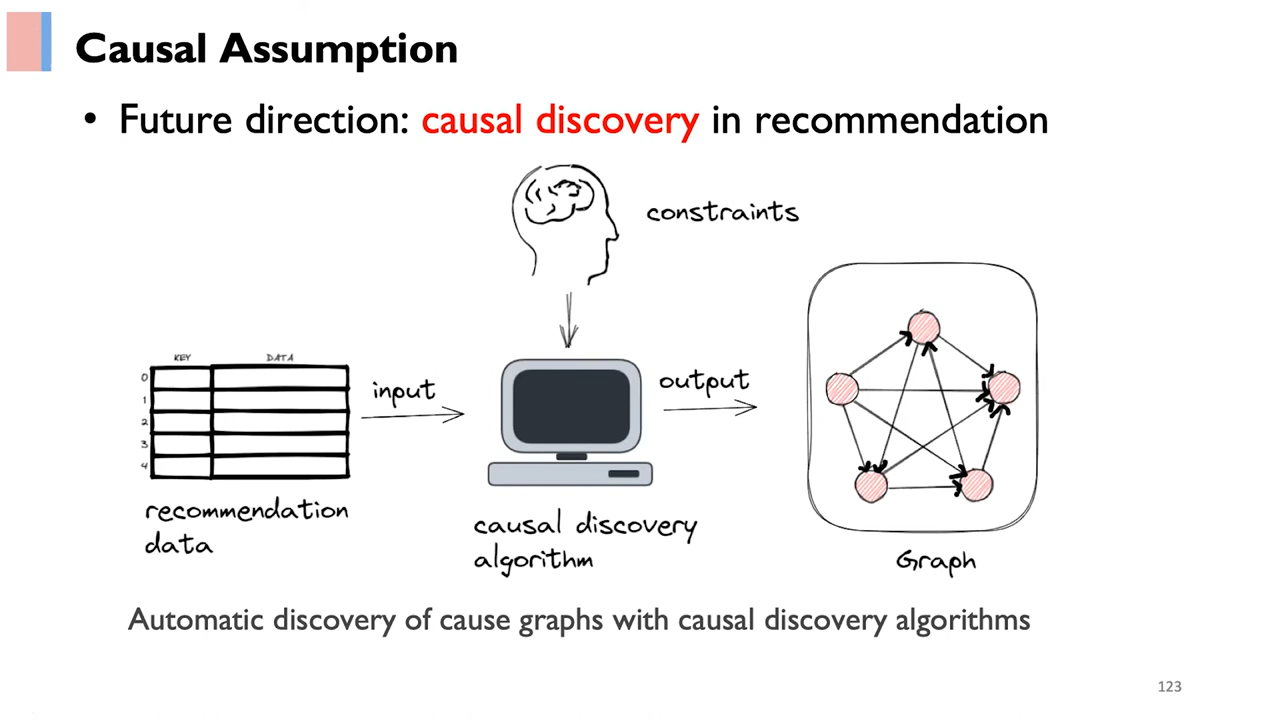 Causal Assumption
• Future direction: causal discovery in recommendation
constraints
KEY DATA
0
1
2
3
4
input
output
recommendation
data
causal discovery
algorithm
Graph
Automatic discovery of cause graphs with causal discovery algorithms
123